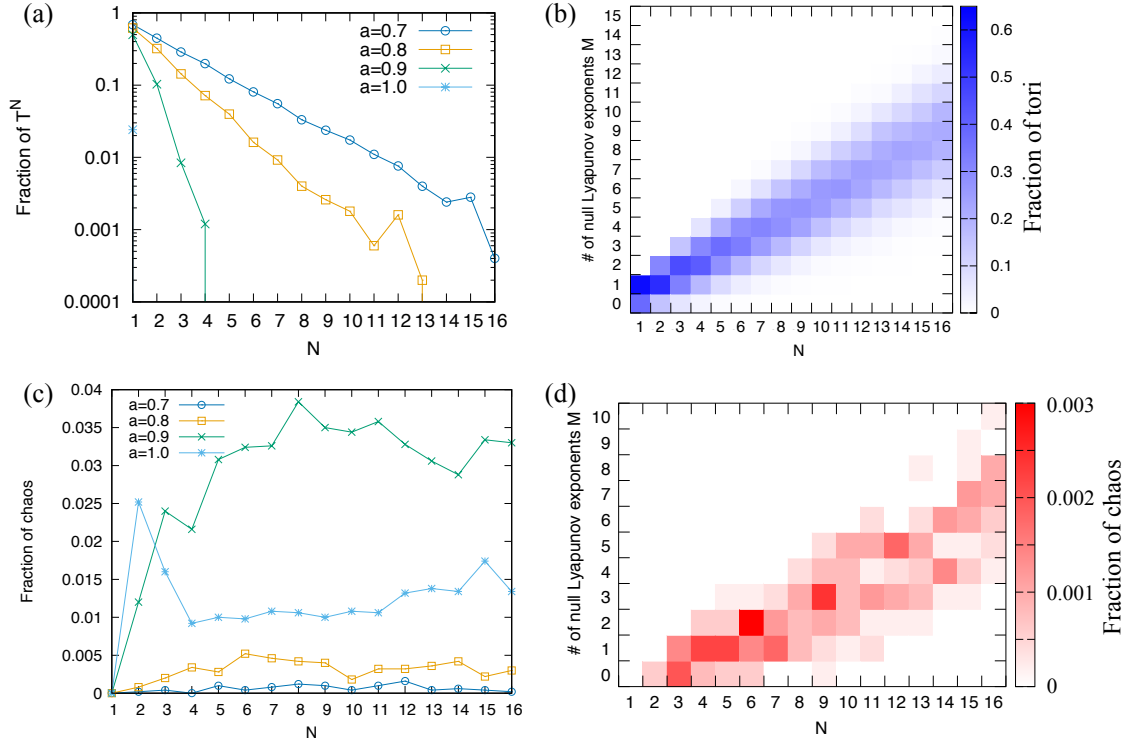 (a)
Fraction of T^N
1
0.1
0.01
0.001
0.0001
a=0.7
a=0.8
a=0.9
a=1.0
1 2 3 4 5 6 7 8 9 10 11 12 13 14 15 16
N
(b)
# of null Lyapunov exponents M
15
14
13
12
11
10
9
8
7
6
5
4
3
2
1
0
1 2 3 4 5 6 7 8 9 10 11 12 13 14 15 16
N
0.6
0.5
0.4
0.3
0.2
0.1
0
Fraction of tori
(c)
Fraction of chaos
0.04
0.035
0.03
0.025
0.02
0.015
0.01
0.005
0
a=0.7
a=0.8
a=0.9
a=1.0
1 2 3 4 5 6 7 8 9 10 11 12 13 14 15 16
N
(d)
# of null Lyapunov exponents M
10
9
8
7
6
5
4
3
2
1
0
1 2 3 4 5 6 7 8 9 10 11 12 13 14 15 16
N
0.003
0.002
0.001
0
Fraction of chaos